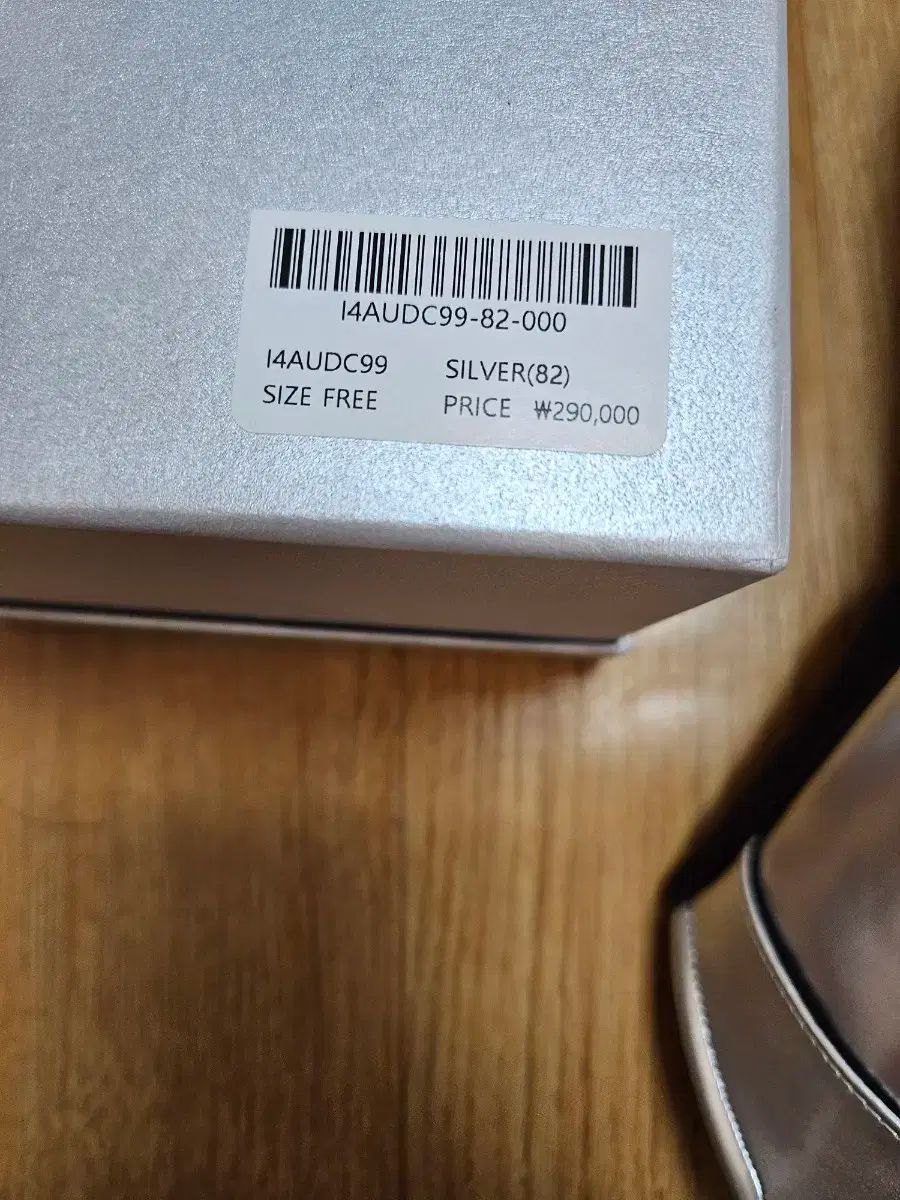 I4AUDC99-82-000
I4AUDC99 SILVER(82)
SIZE FREE PRICE ₩290,000